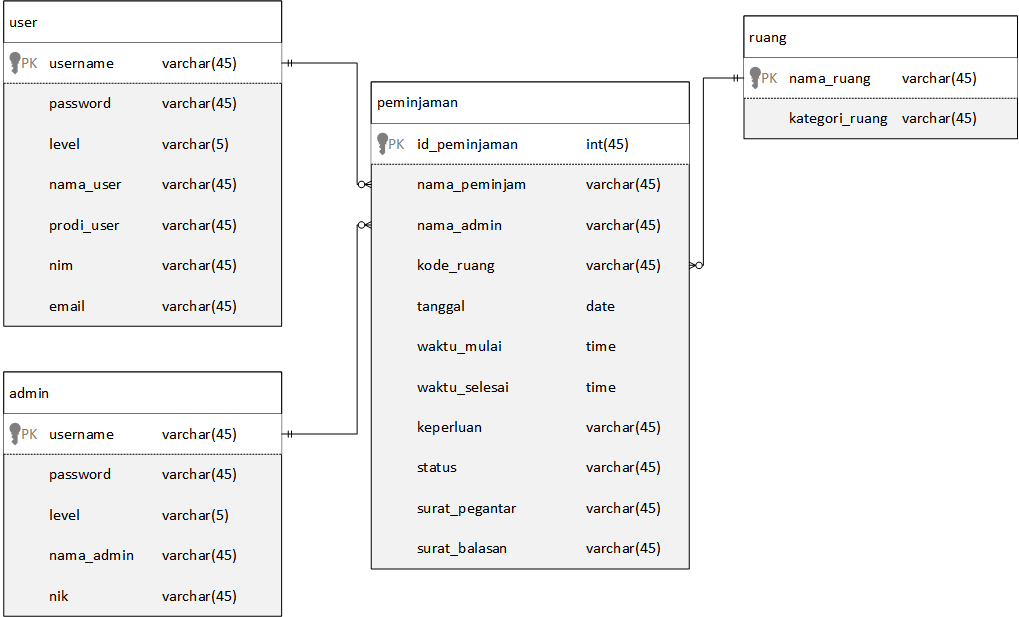 user
PK username varchar(45)
password varchar(45)
level varchar(5)
nama_user varchar(45)
prodi_user varchar(45)
nim varchar(45)
email varchar(45)
admin
PK username varchar(45)
password varchar(45)
level varchar(5)
nama_admin varchar(45)
nik varchar(45)
peminjaman
PK id_peminjaman int(45)
nama_peminjam varchar(45)
nama_admin varchar(45)
kode_ruang varchar(45)
tanggal date
waktu_mulai time
waktu_selesai time
keperluan varchar(45)
status varchar(45)
surat_pegantar varchar(45)
surat_balasan varchar(45)
ruang
PK nama_ruang varchar(45)
kategori_ruang varchar(45)